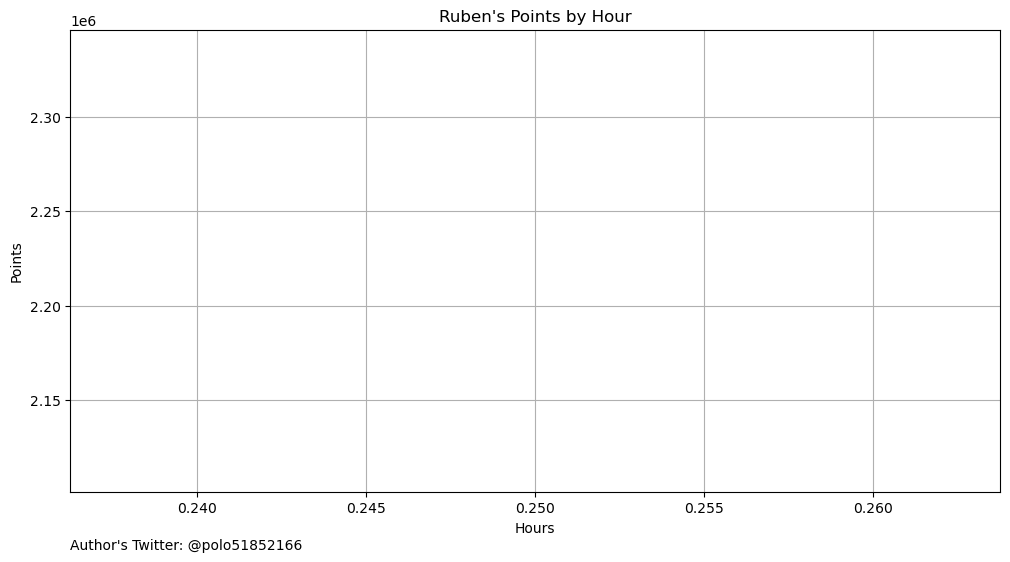 Ruben's Points by Hour
1e6
2.30
2.25
2.20
2.15
Points
0.240 0.245 0.250 0.255 0.260
Hours
Author's Twitter: @polo51852166